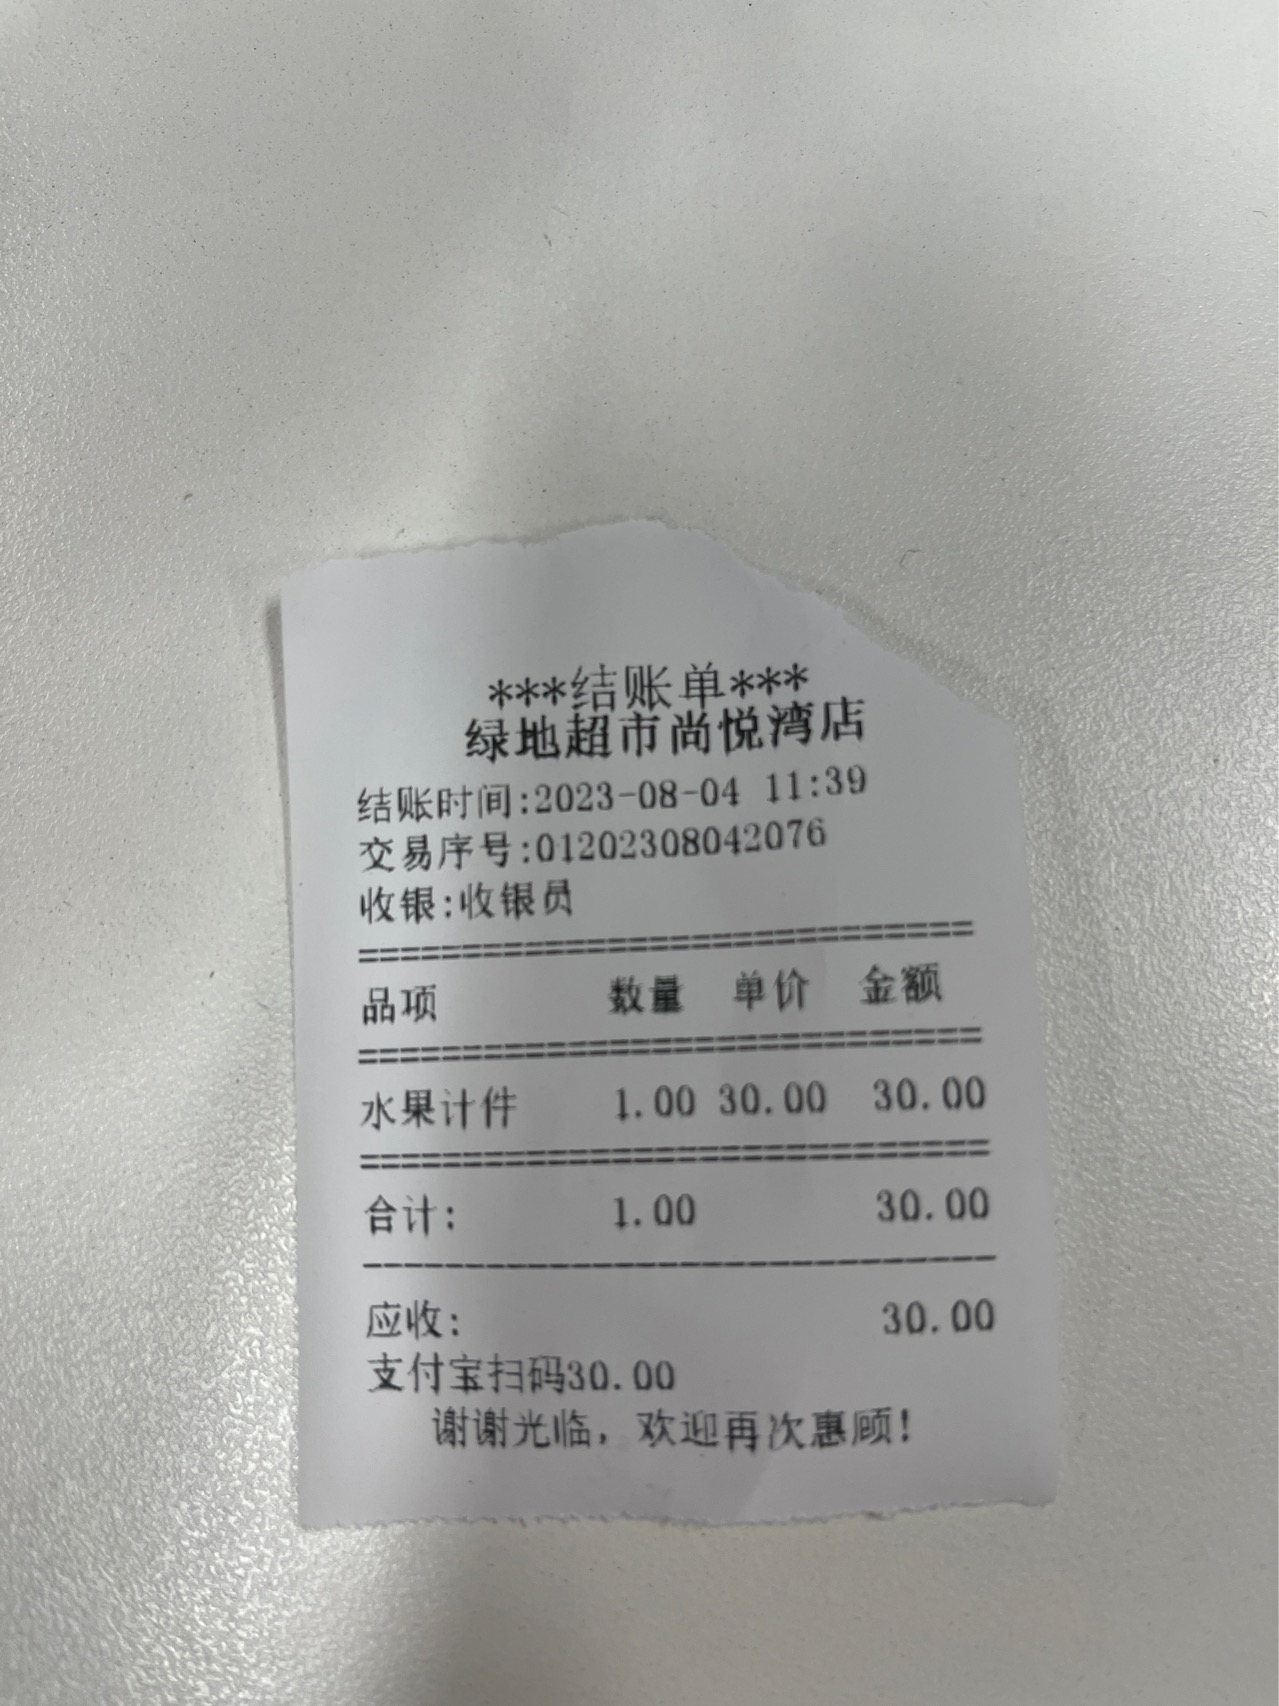 ***结账单***
绿地超市尚悦湾店
结账时间:2023-08-04 11:39
交易序号:01202308042076
收银:收银员
==============================
品项 数量 单价 金额
==============================
水果计件 1.00 30.00 30.00
==============================
合计: 1.00 30.00
------------------------------
应收: 30.00
支付宝扫码30.00
谢谢光临，欢迎再次惠顾!